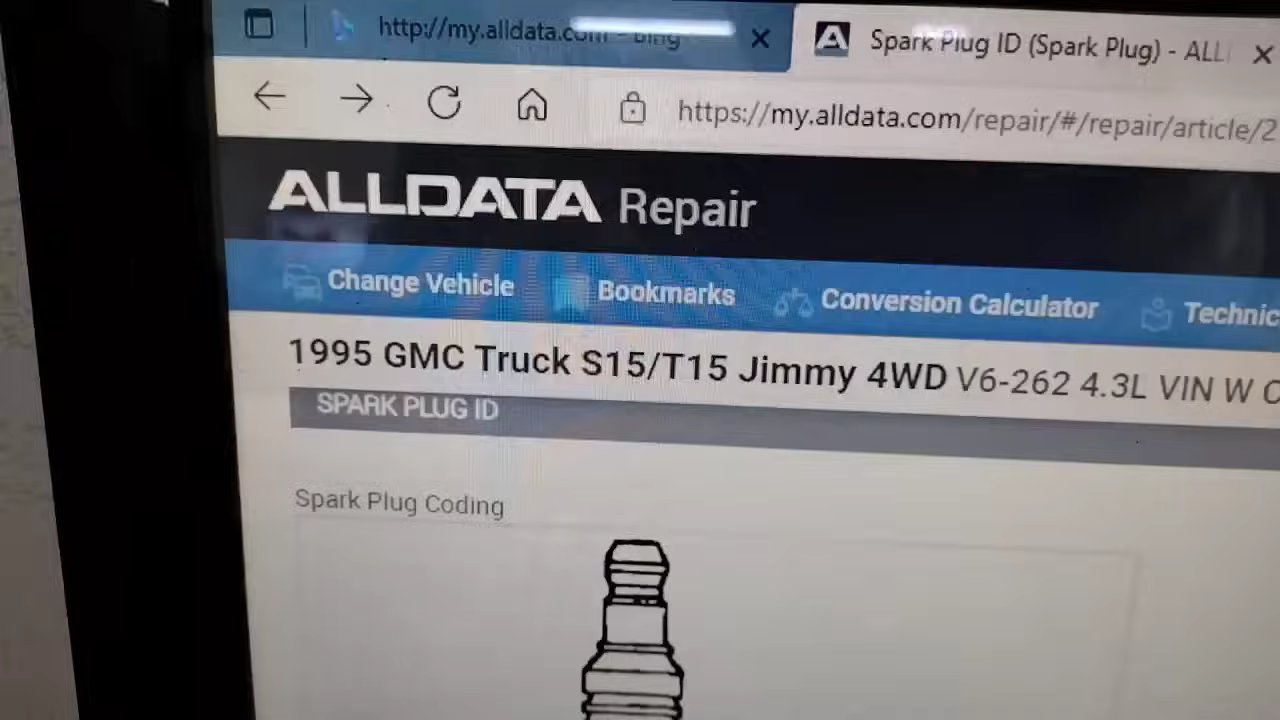 http://my.alldata.com - Bing
Spark Plug ID (Spark Plug) - ALL
https://my.alldata.com/repair/#/repair/article/2
ALLDATA Repair
Change Vehicle Bookmarks Conversion Calculator Technic
1995 GMC Truck S15/T15 Jimmy 4WD V6-262 4.3L VIN W
SPARK PLUG ID
Spark Plug Coding